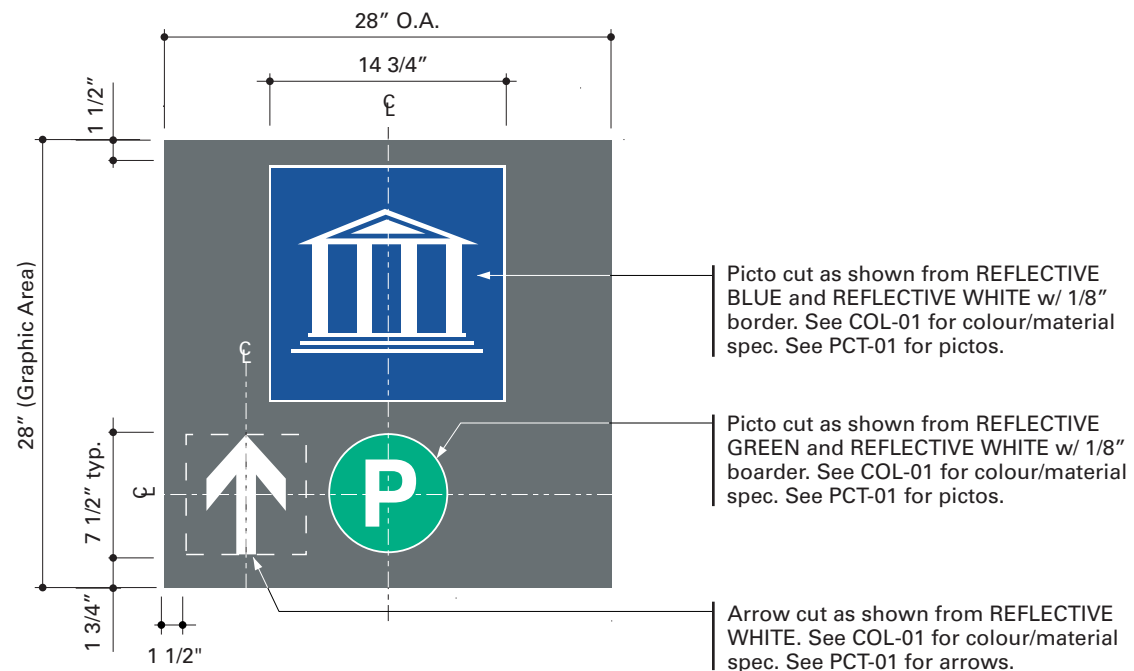 28” O.A.
14 3/4”
℄
1 1/2”
28” (Graphic Area)
Picto cut as shown from REFLECTIVE
BLUE and REFLECTIVE WHITE w/ 1/8”
border. See COL-01 for colour/material
spec. See PCT-01 for pictos.
℄
7 1/2” typ.
℄
P
Picto cut as shown from REFLECTIVE
GREEN and REFLECTIVE WHITE w/ 1/8”
boarder. See COL-01 for colour/material
spec. See PCT-01 for pictos.
1 3/4”
1 1/2"
Arrow cut as shown from REFLECTIVE
WHITE. See COL-01 for colour/material
spec. See PCT-01 for arrows.